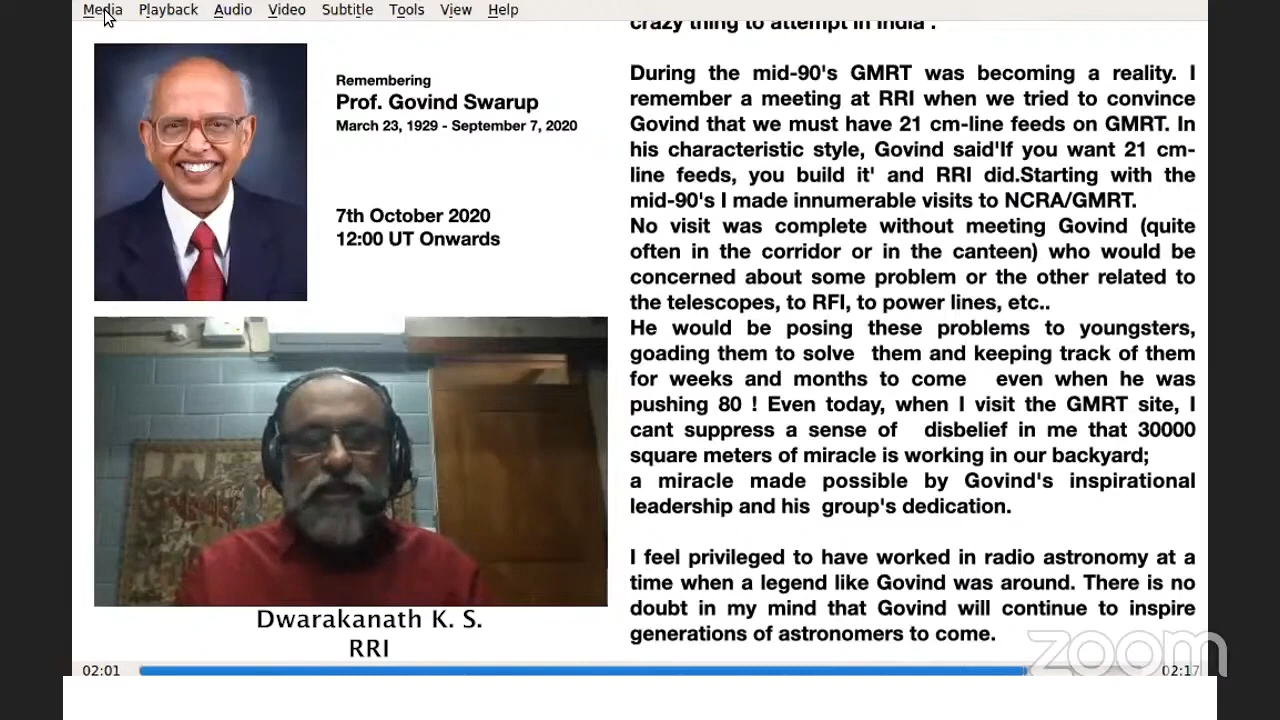 Media Playback Audio Video Subtitle Tools View Help
Remembering
Prof. Govind Swarup
March 23, 1929 - September 7, 2020
7th October 2020
12:00 UT Onwards
Dwarakanath K. S.
RRI
crazy thing to attempt in India'.
During the mid-90's GMRT was becoming a reality. I
remember a meeting at RRI when we tried to convince
Govind that we must have 21 cm-line feeds on GMRT. In
his characteristic style, Govind said'If you want 21 cm-
line feeds, you build it' and RRI did.Starting with the
mid-90's I made innumerable visits to NCRA/GMRT.
No visit was complete without meeting Govind (quite
often in the corridor or in the canteen) who would be
concerned about some problem or the other related to
the telescopes, to RFI, to power lines, etc..
He would be posing these problems to youngsters,
goading them to solve them and keeping track of them
for weeks and months to come even when he was
pushing 80 ! Even today, when I visit the GMRT site, I
cant suppress a sense of disbelief in me that 30000
square meters of miracle is working in our backyard;
a miracle made possible by Govind's inspirational
leadership and his group's dedication.
I feel privileged to have worked in radio astronomy at a
time when a legend like Govind was around. There is no
doubt in my mind that Govind will continue to inspire
generations of astronomers to come.
zoom
02:01 02:17